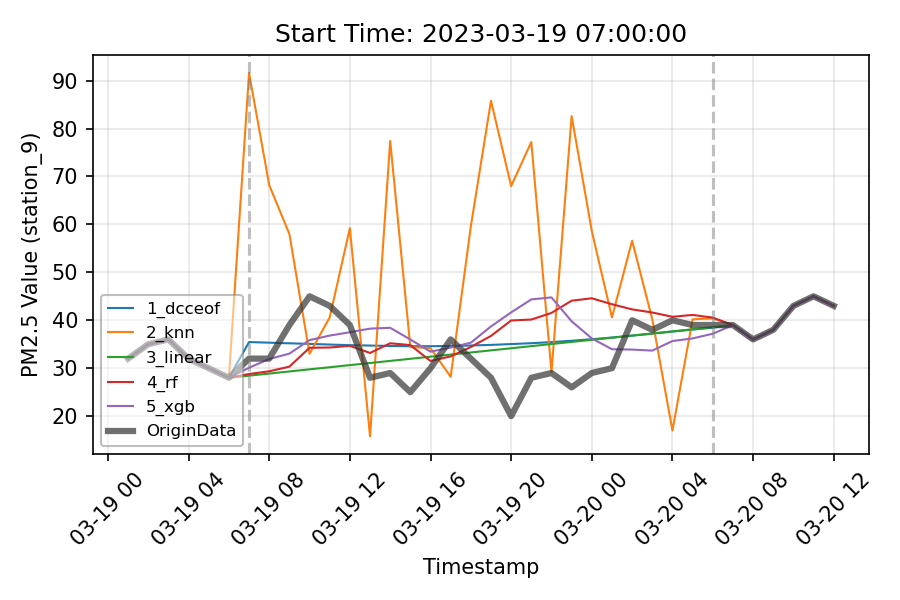 Start Time: 2023-03-19 07:00:00
PM2.5 Value (station_9)
90
80
70
60
50
40
30
20
1_dcceof
2_knn
3_linear
4_rf
5_xgb
OriginData
03-19 00
03-19 04
03-19 08
03-19 12
03-19 16
03-19 20
03-20 00
03-20 04
03-20 08
03-20 12
Timestamp